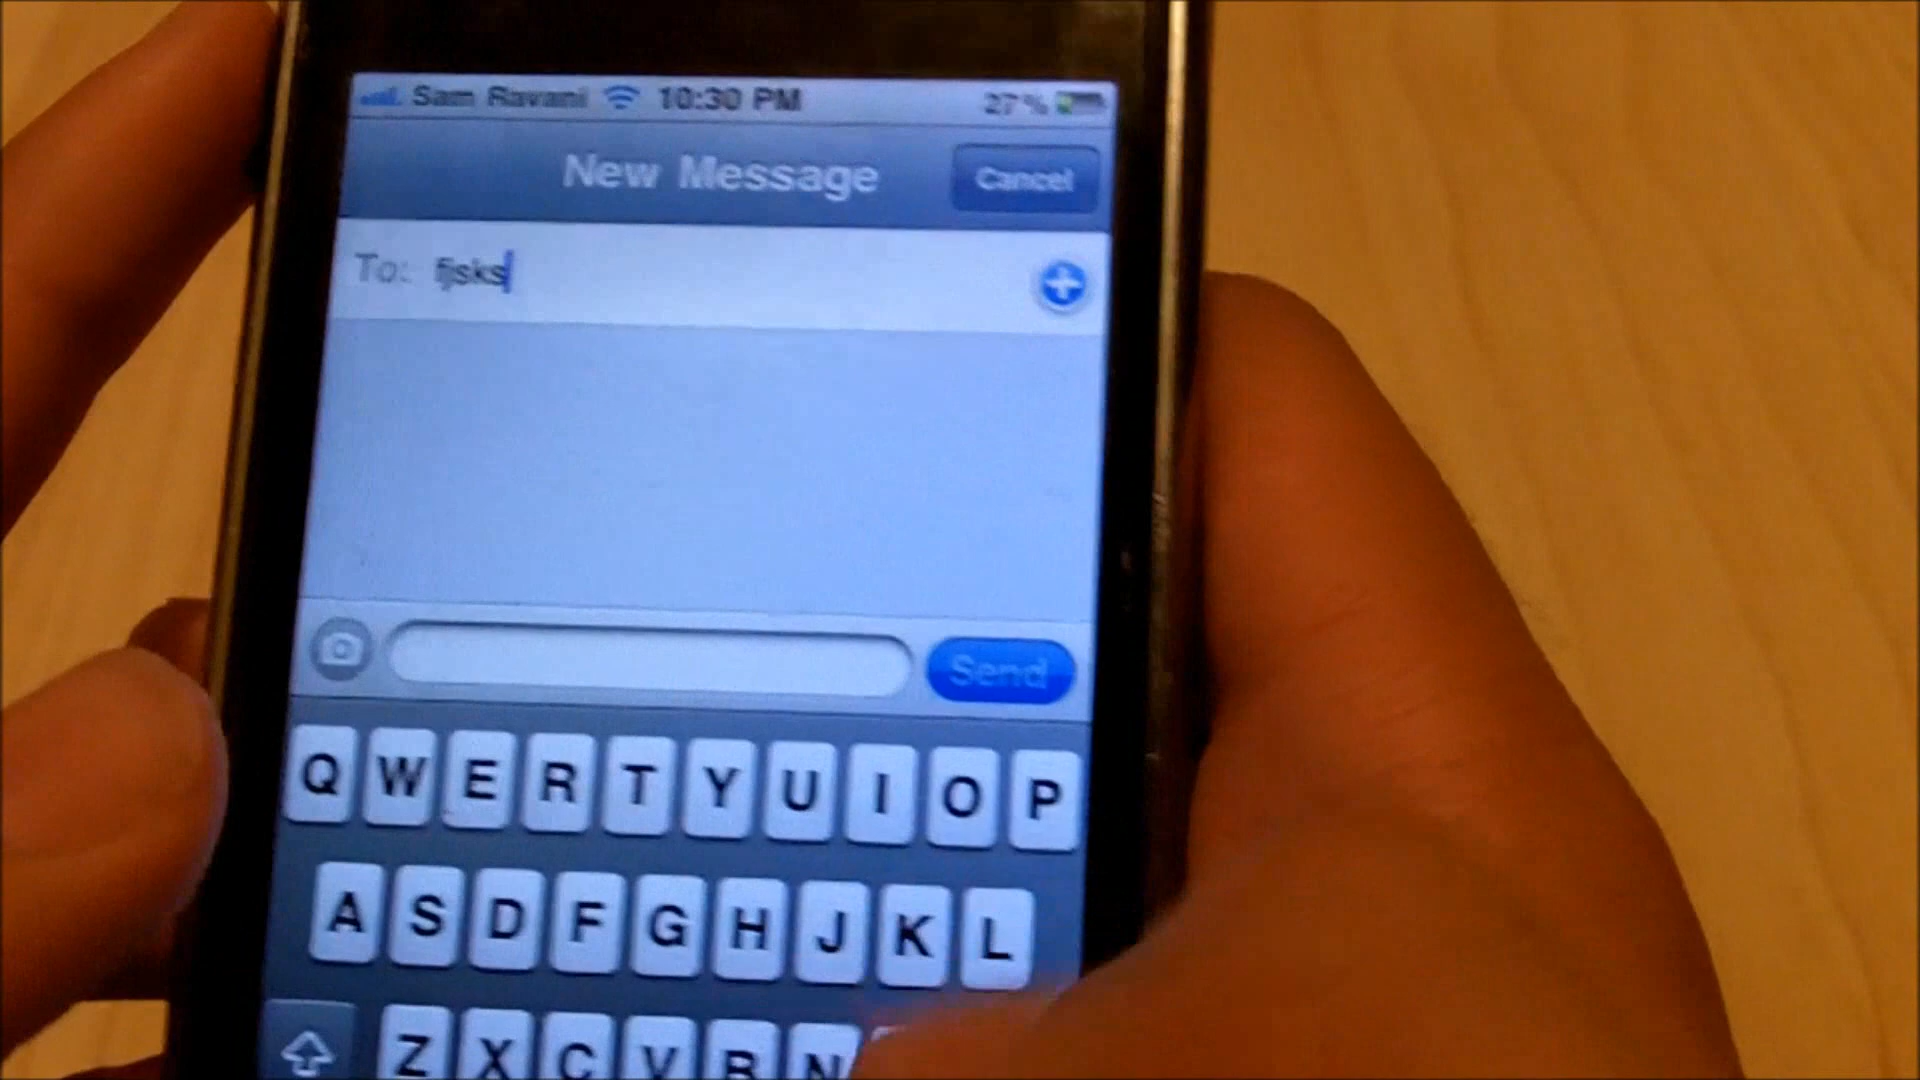 Sam Ravani 10:30 PM 27%
New Message Cancel
To: fjsks
Send
Q W E R T Y U I O P
A S D F G H J K L
Z X C V B N